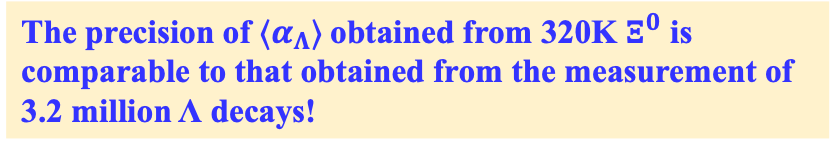 The precision of ⟨α_Λ⟩ obtained from 320K Ξ⁰ is
comparable to that obtained from the measurement of
3.2 million Λ decays!